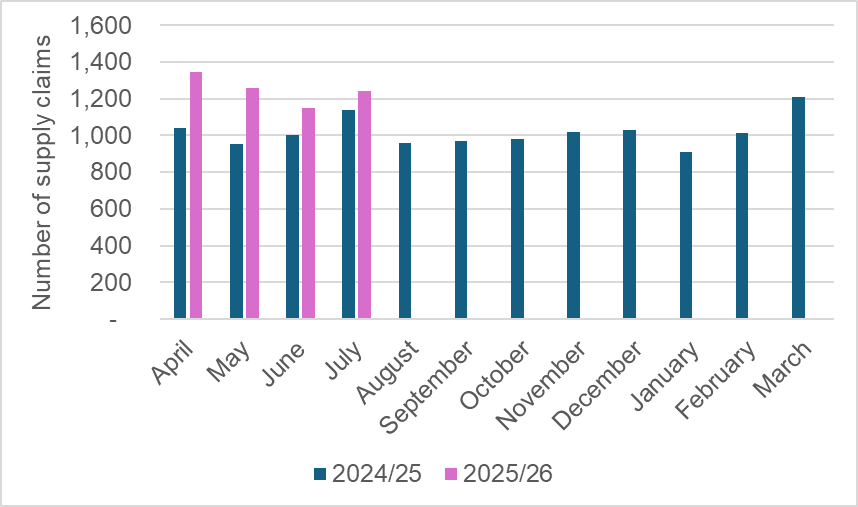 Number of supply claims
1,600
1,400
1,200
1,000
800
600
400
200
-
April
May
June
July
August
September
October
November
December
January
February
March
2024/25
2025/26